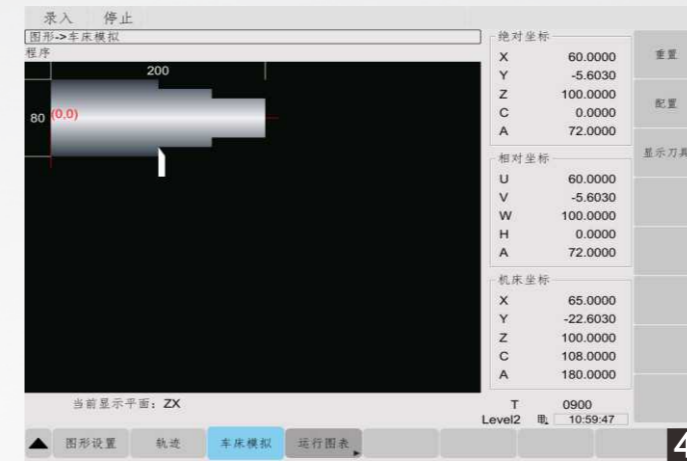 录入 停止
图形->车床模拟
程序
200
80
(0,0)
当前显示平面：ZX
绝对坐标
X 60.0000
Y -5.6030
Z 100.0000
C 0.0000
A 72.0000
相对坐标
U 60.0000
V -5.6030
W 100.0000
H 0.0000
A 72.0000
机床坐标
X 65.0000
Y -22.6030
Z 100.0000
C 108.0000
A 180.0000
T 0900
Level2 10:59:47
重置
配置
显示刀具
图形设置 轨迹 车床模拟 运行图表
4